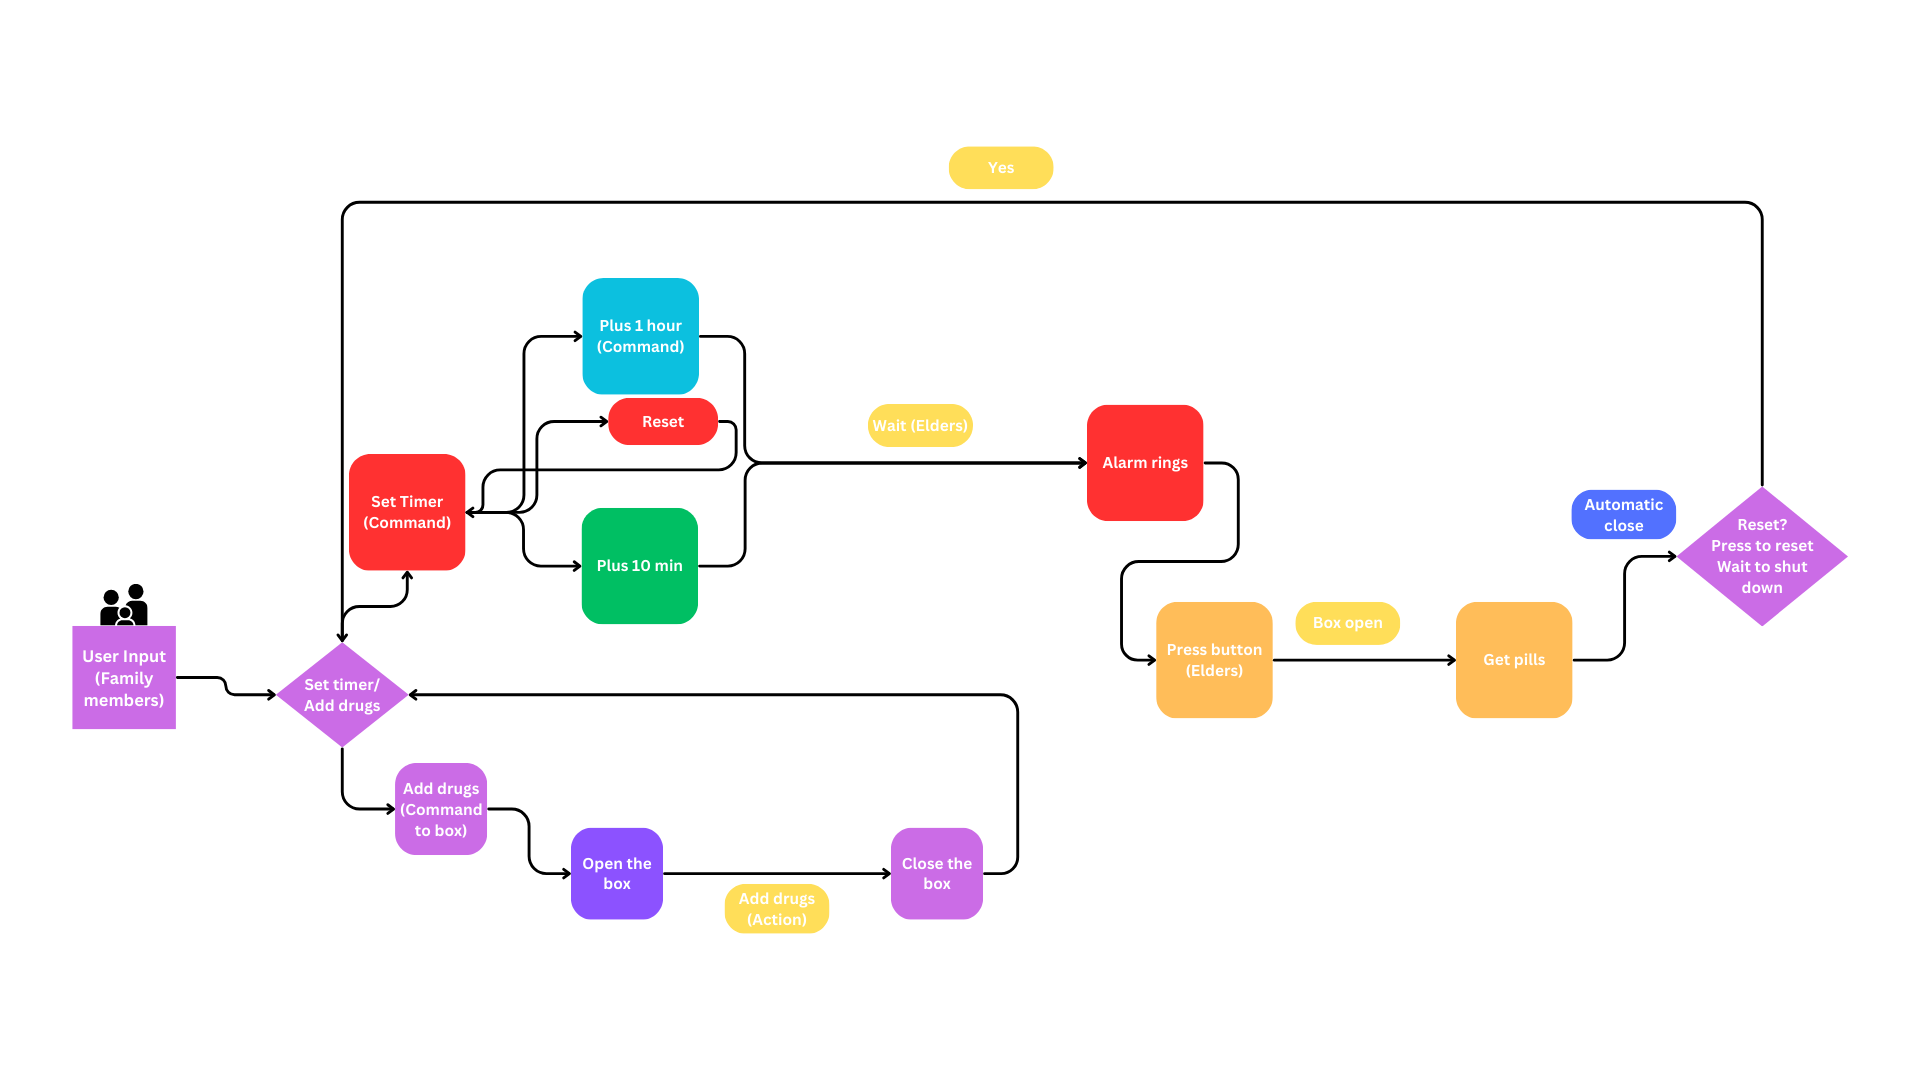 Yes
Plus 1 hour
(Command)
Reset
Wait (Elders)
Set Timer
(Command)
Plus 10 min
Alarm rings
Automatic
close
Reset?
Press to reset
Wait to shut
down
User Input
(Family
members)
Set timer/
Add drugs
Press button
(Elders)
Box open
Get pills
Add drugs
(Command
to box)
Open the
box
Add drugs
(Action)
Close the
box